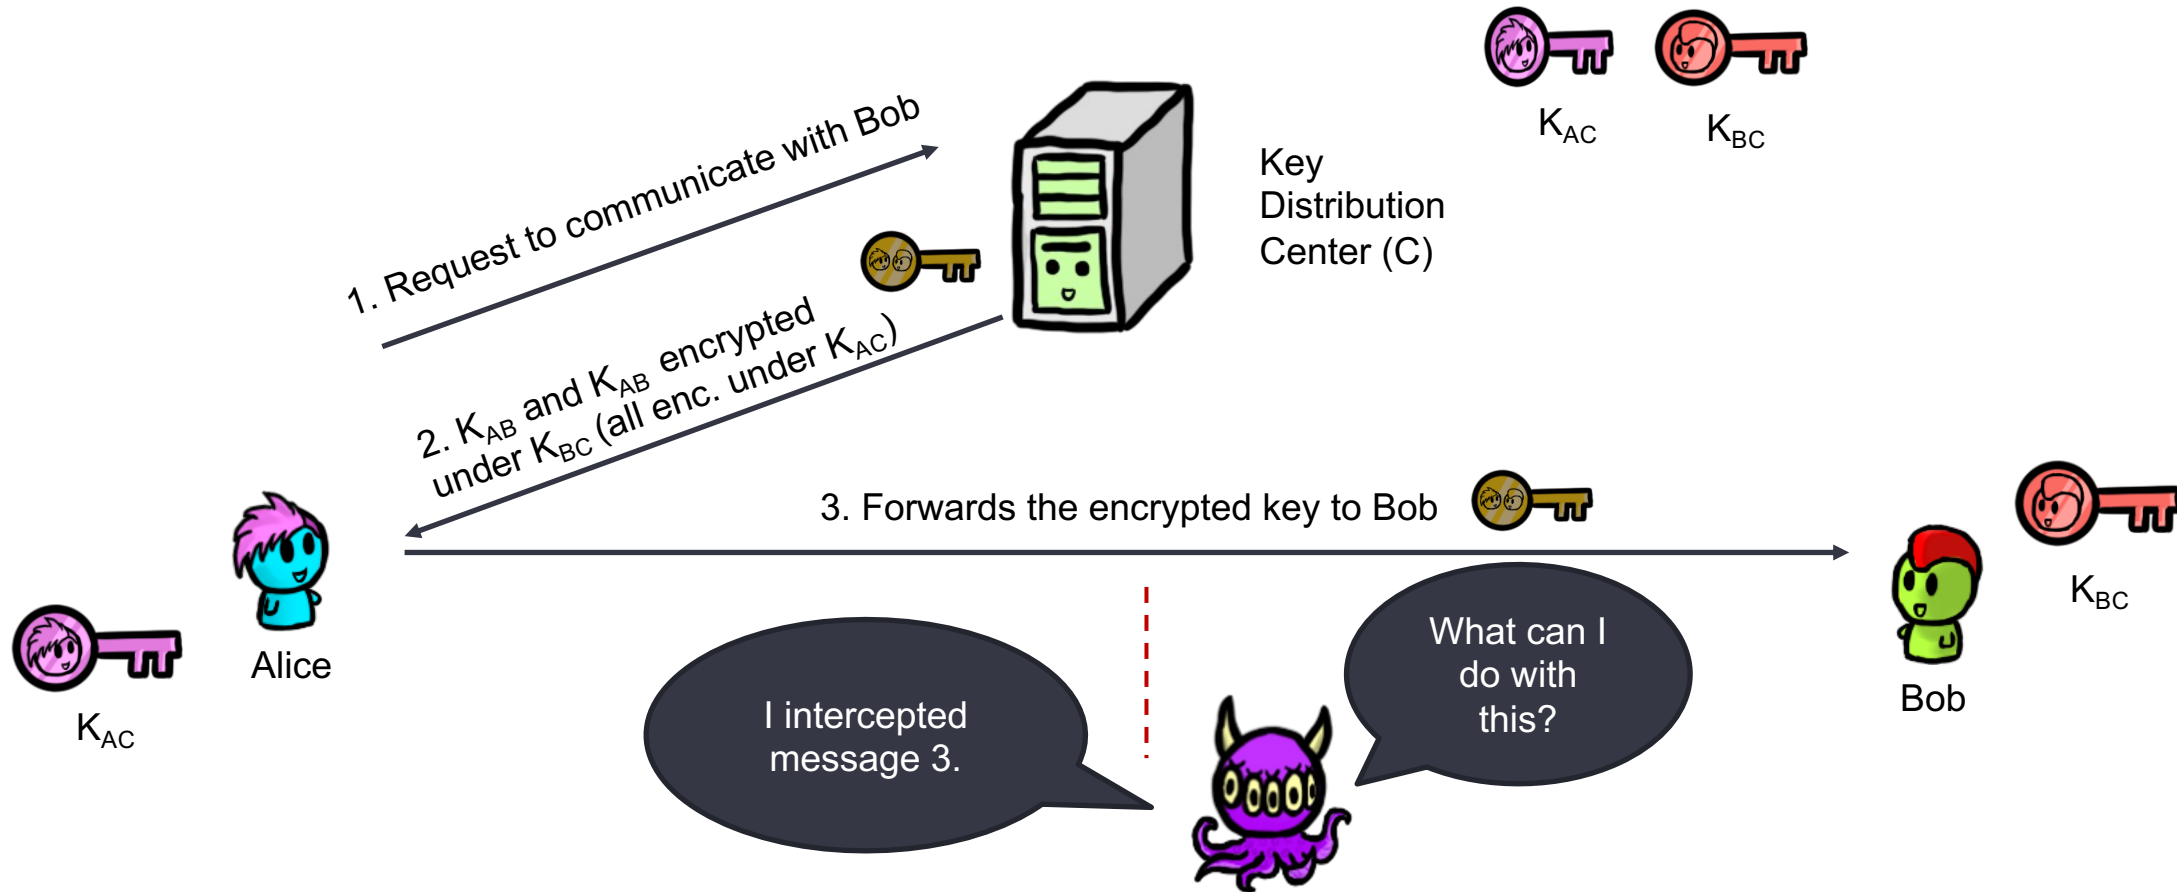 K_AC
K_BC
1. Request to communicate with Bob
Key
Distribution
Center (C)
2. K_AB and K_AB encrypted
under K_BC (all enc. under K_AC)
3. Forwards the encrypted key to Bob
Alice
K_AC
I intercepted
message 3.
What can I
do with
this?
K_BC
Bob